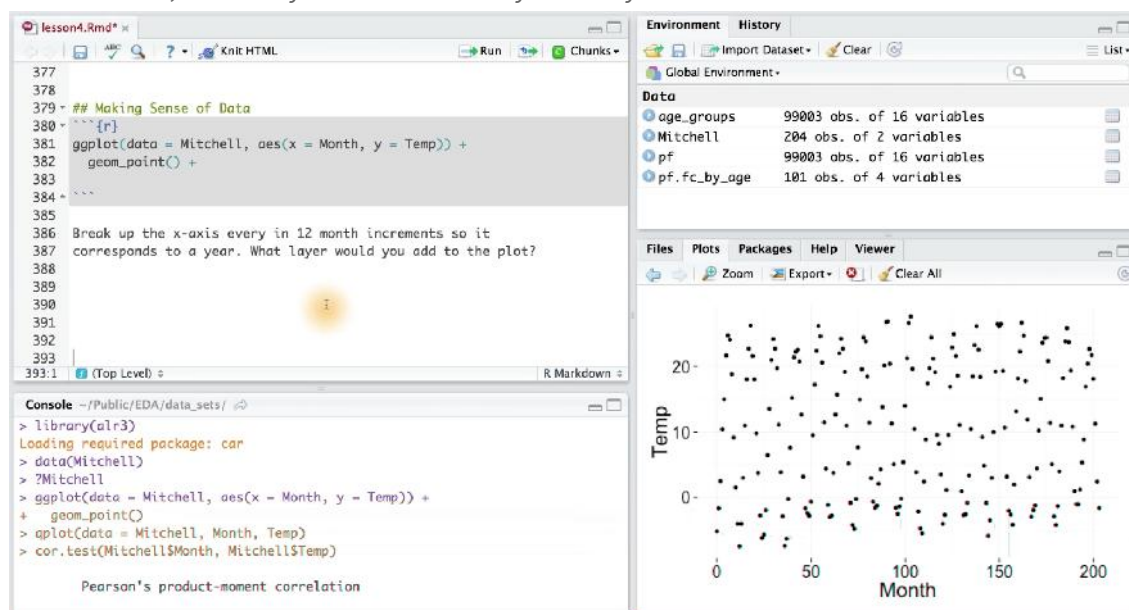 lesson4.Rmd*
ABC ? Knit HTML Run Chunks
377
378
379 ## Making Sense of Data
380 ```{r}
381 ggplot(data = Mitchell, aes(x = Month, y = Temp)) +
382 geom_point() +
383
384 ```
385
386 Break up the x-axis every in 12 month increments so it
387 corresponds to a year. What layer would you add to the plot?
388
389
390
391
392
393
393:1 (Top Level) R Markdown
Console ~/Public/EDA/data_sets/
> library(alr3)
Loading required package: car
> data(Mitchell)
> ?Mitchell
> ggplot(data = Mitchell, aes(x = Month, y = Temp)) +
+ geom_point()
> qplot(data = Mitchell, Month, Temp)
> cor.test(Mitchell$Month, Mitchell$Temp)
Pearson's product-moment correlation
Environment History
Import Dataset Clear List
Global Environment
Data
age_groups 99003 obs. of 16 variables
Mitchell 204 obs. of 2 variables
pf 99003 obs. of 16 variables
pf.fc_by_age 101 obs. of 4 variables
Files Plots Packages Help Viewer
Zoom Export Clear All
Temp
20
10
0
0 50 100 150 200
Month